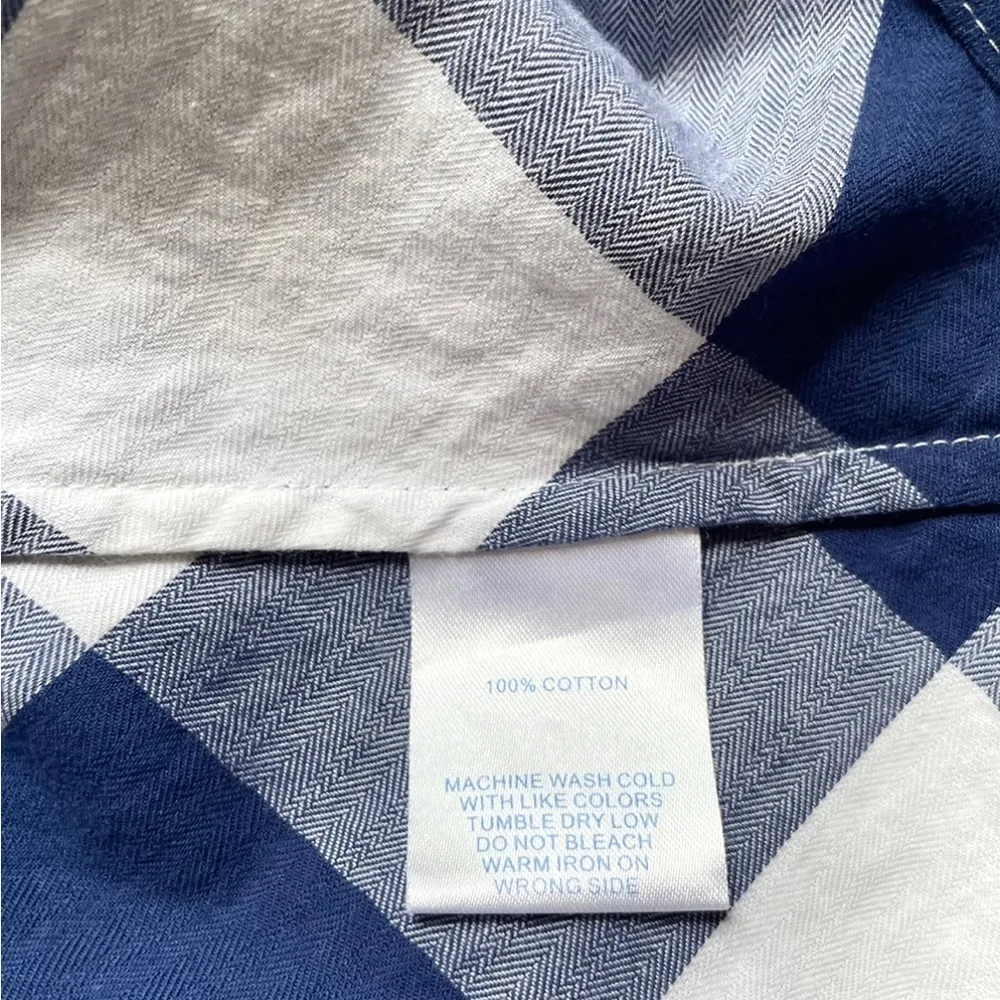 100% COTTON
MACHINE WASH COLD
WITH LIKE COLORS
TUMBLE DRY LOW
DO NOT BLEACH
WARM IRON ON
WRONG SIDE